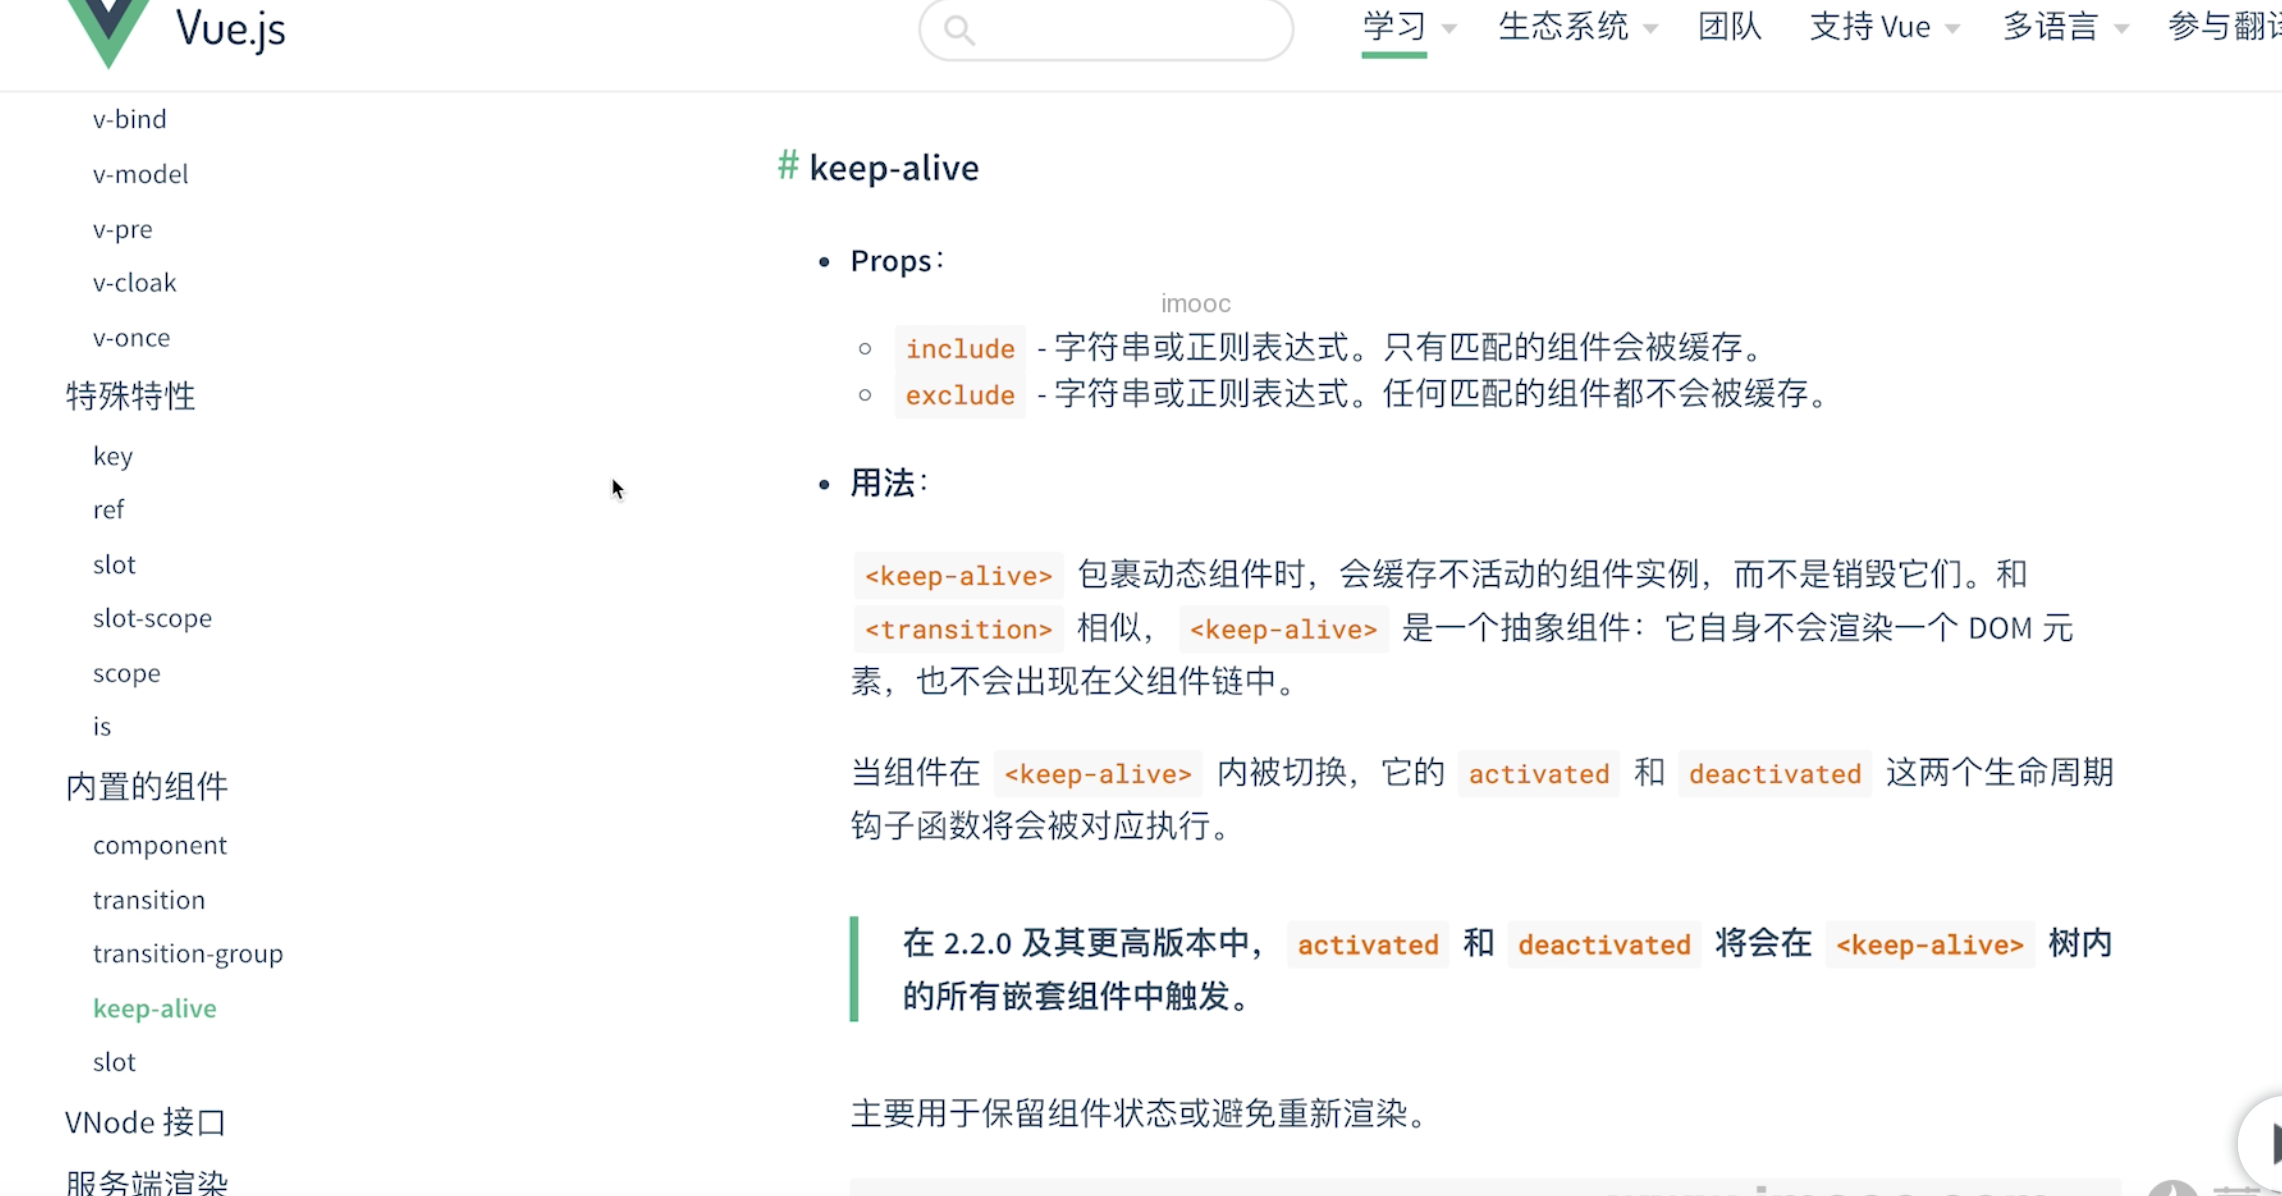 Vue.js
学习
生态系统
团队
支持 Vue
多语言
参与翻译
v-bind
v-model
v-pre
v-cloak
v-once
特殊特性
key
ref
slot
slot-scope
scope
is
内置的组件
component
transition
transition-group
keep-alive
slot
VNode 接口
服务端渲染
# keep-alive
Props：
imooc
include - 字符串或正则表达式。只有匹配的组件会被缓存。
exclude - 字符串或正则表达式。任何匹配的组件都不会被缓存。
用法：
<keep-alive> 包裹动态组件时，会缓存不活动的组件实例，而不是销毁它们。和
<transition> 相似，<keep-alive> 是一个抽象组件：它自身不会渲染一个 DOM 元
素，也不会出现在父组件链中。
当组件在 <keep-alive> 内被切换，它的 activated 和 deactivated 这两个生命周期
钩子函数将会被对应执行。
在 2.2.0 及其更高版本中，activated 和 deactivated 将会在 <keep-alive> 树内
的所有嵌套组件中触发。
主要用于保留组件状态或避免重新渲染。